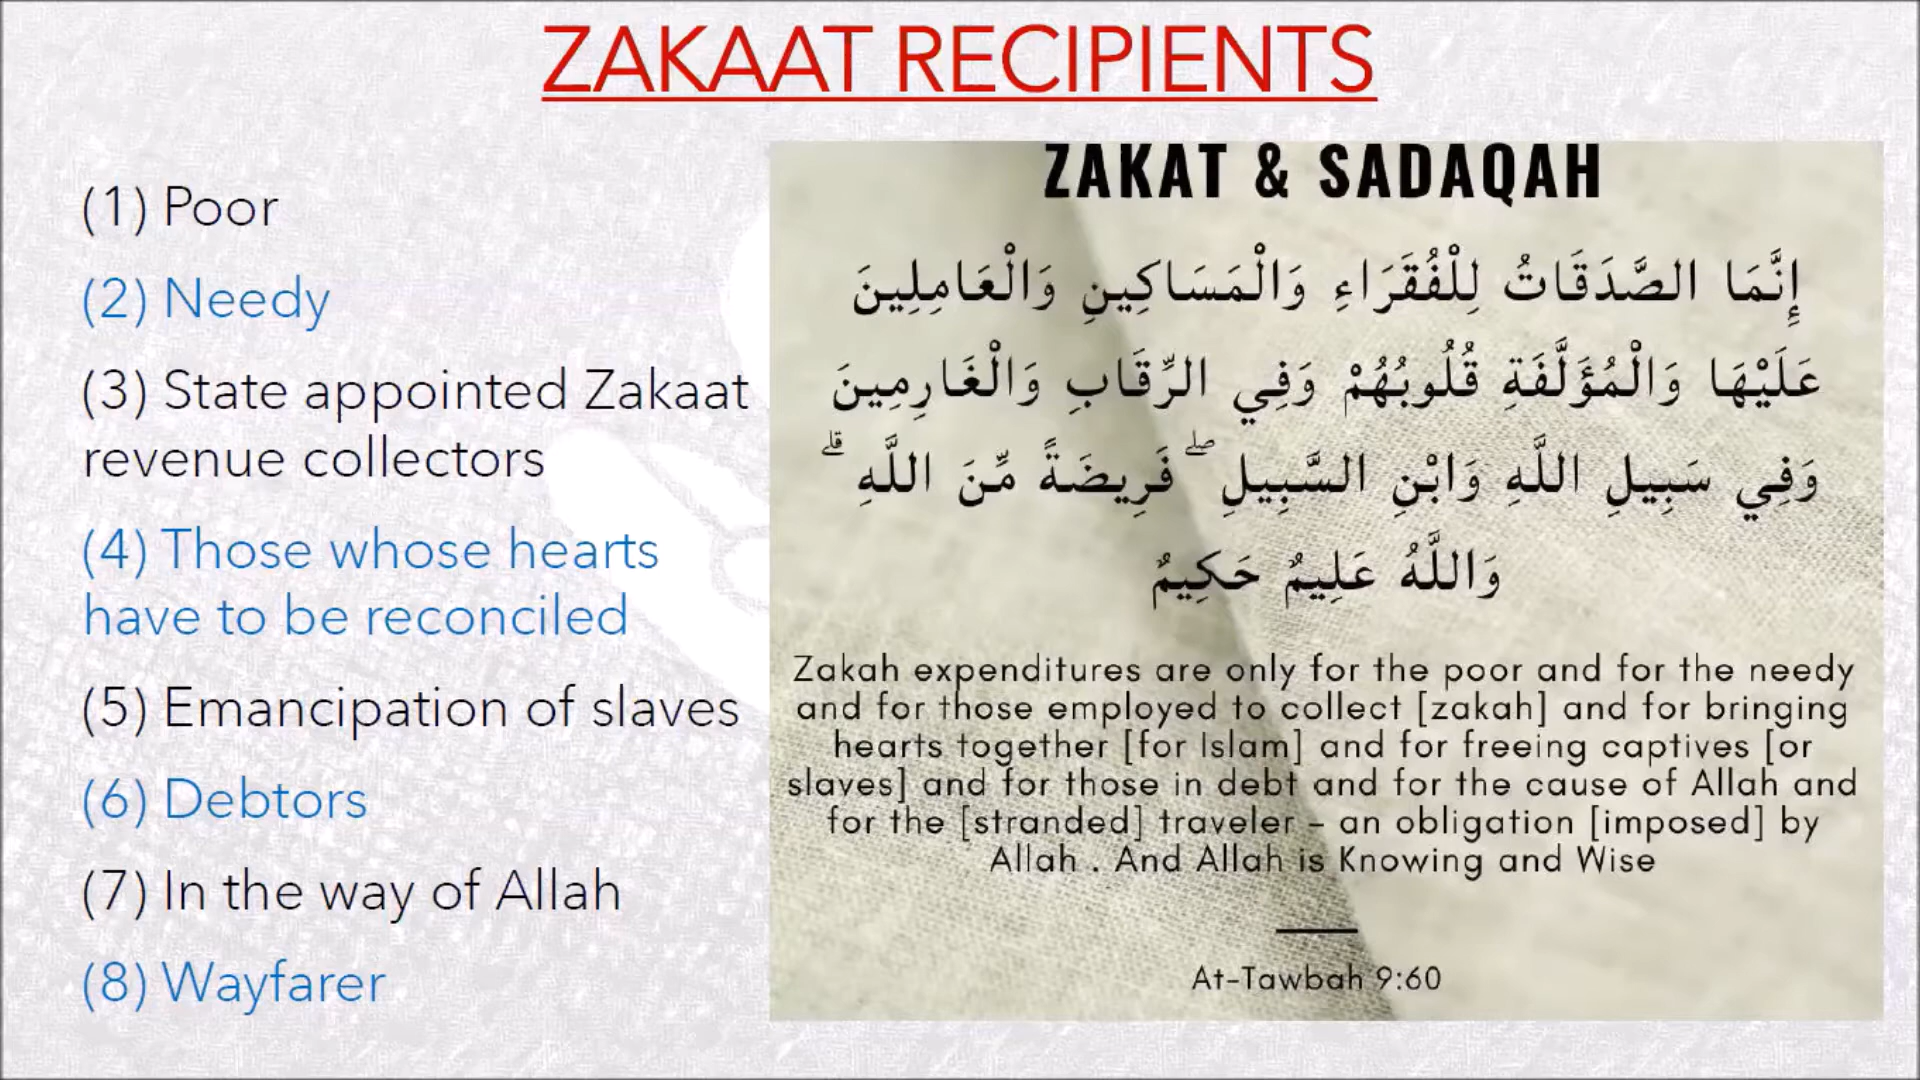 ZAKAAT RECIPIENTS
(1) Poor
(2) Needy
(3) State appointed Zakaat
revenue collectors
(4) Those whose hearts
have to be reconciled
(5) Emancipation of slaves
(6) Debtors
(7) In the way of Allah
(8) Wayfarer
ZAKAT & SADAQAH
إِنَّمَا الصَّدَقَاتُ لِلْفُقَرَاءِ وَالْمَسَاكِينِ وَالْعَامِلِينَ
عَلَيْهَا وَالْمُؤَلَّفَةِ قُلُوبُهُمْ وَفِي الرِّقَابِ وَالْغَارِمِينَ
وَفِي سَبِيلِ اللَّهِ وَابْنِ السَّبِيلِ ۖ فَرِيضَةً مِّنَ اللَّهِ ۗ
وَاللَّهُ عَلِيمٌ حَكِيمٌ
Zakah expenditures are only for the poor and for the needy
and for those employed to collect [zakah] and for bringing
hearts together [for Islam] and for freeing captives [or
slaves] and for those in debt and for the cause of Allah and
for the [stranded] traveler – an obligation [imposed] by
Allah . And Allah is Knowing and Wise
At-Tawbah 9:60